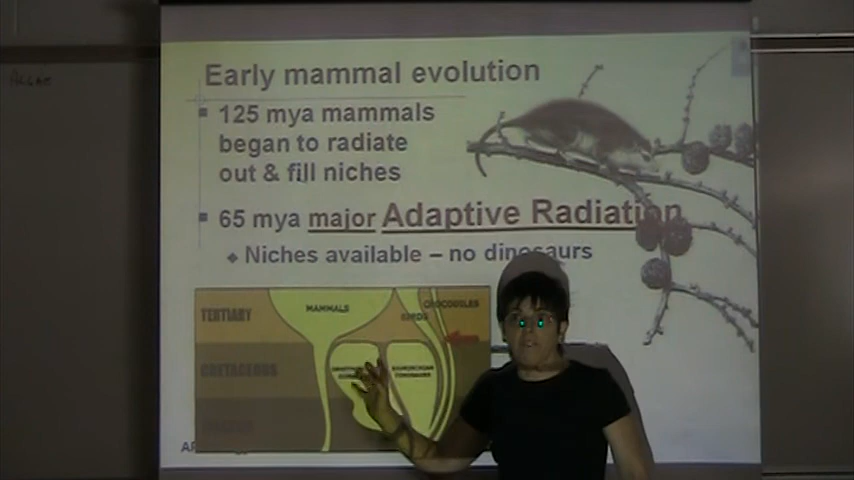 Early mammal evolution
125 mya mammals
began to radiate
out & fill niches
65 mya major Adaptive Radiation
Niches available – no dinosaurs
TERTIARY
MAMMALS
BIRDS
CROCODILES
CRETACEOUS